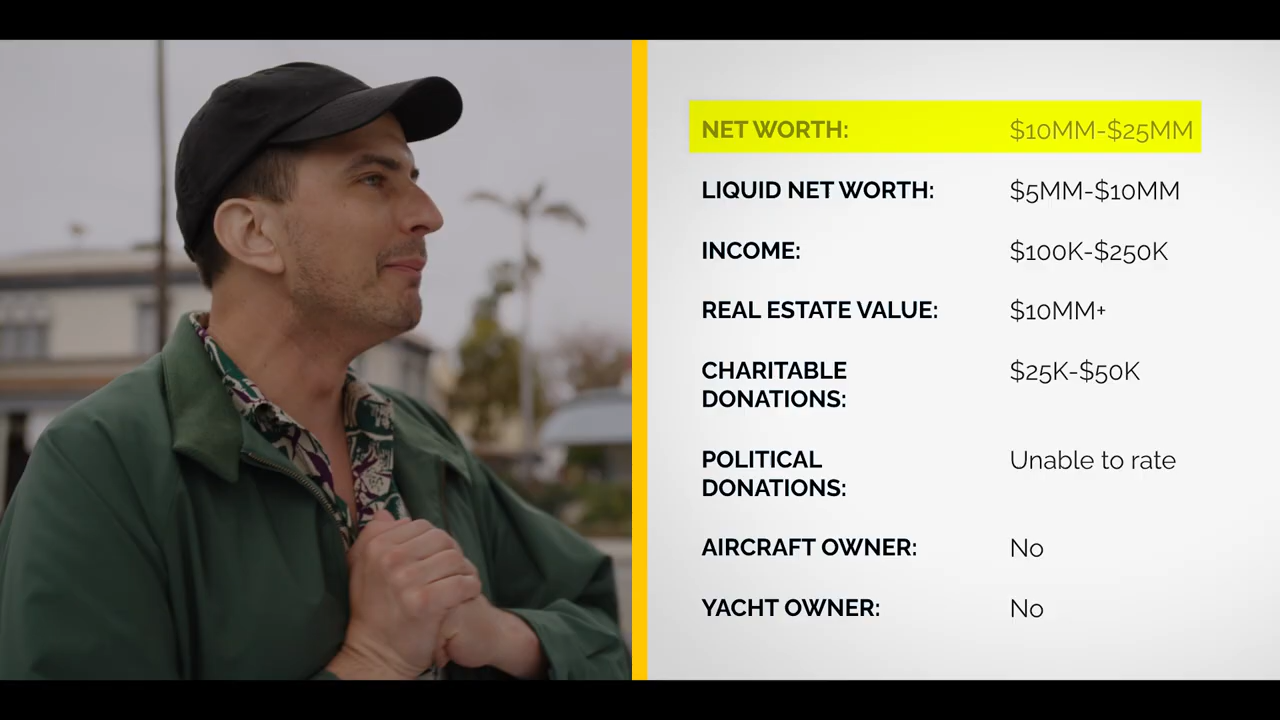 NET WORTH: $10MM-$25MM
LIQUID NET WORTH: $5MM-$10MM
INCOME: $100K-$250K
REAL ESTATE VALUE: $10MM+
CHARITABLE $25K-$50K
DONATIONS:
POLITICAL Unable to rate
DONATIONS:
AIRCRAFT OWNER: No
YACHT OWNER: No